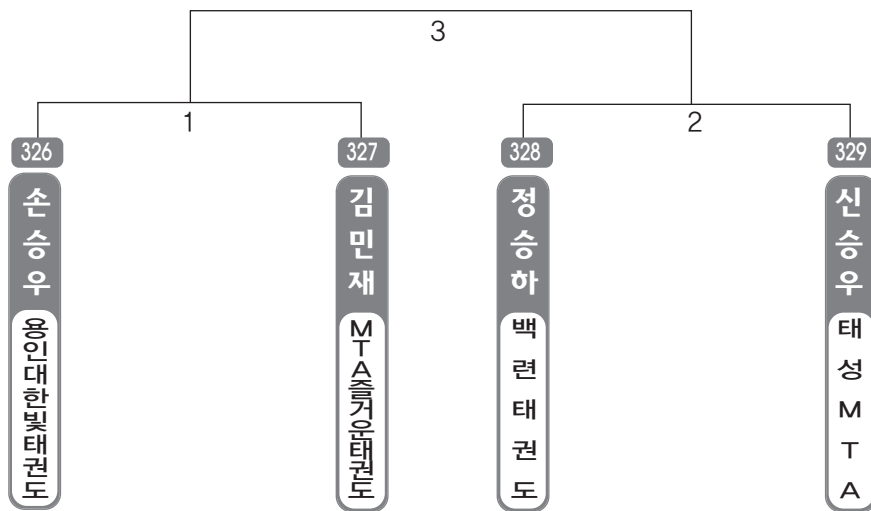 3
1
2
326
손승우
용인대한빛태권도
327
김민재
MTA즐거운태권도
328
정승하
백련태권도
329
신승우
태성MTA